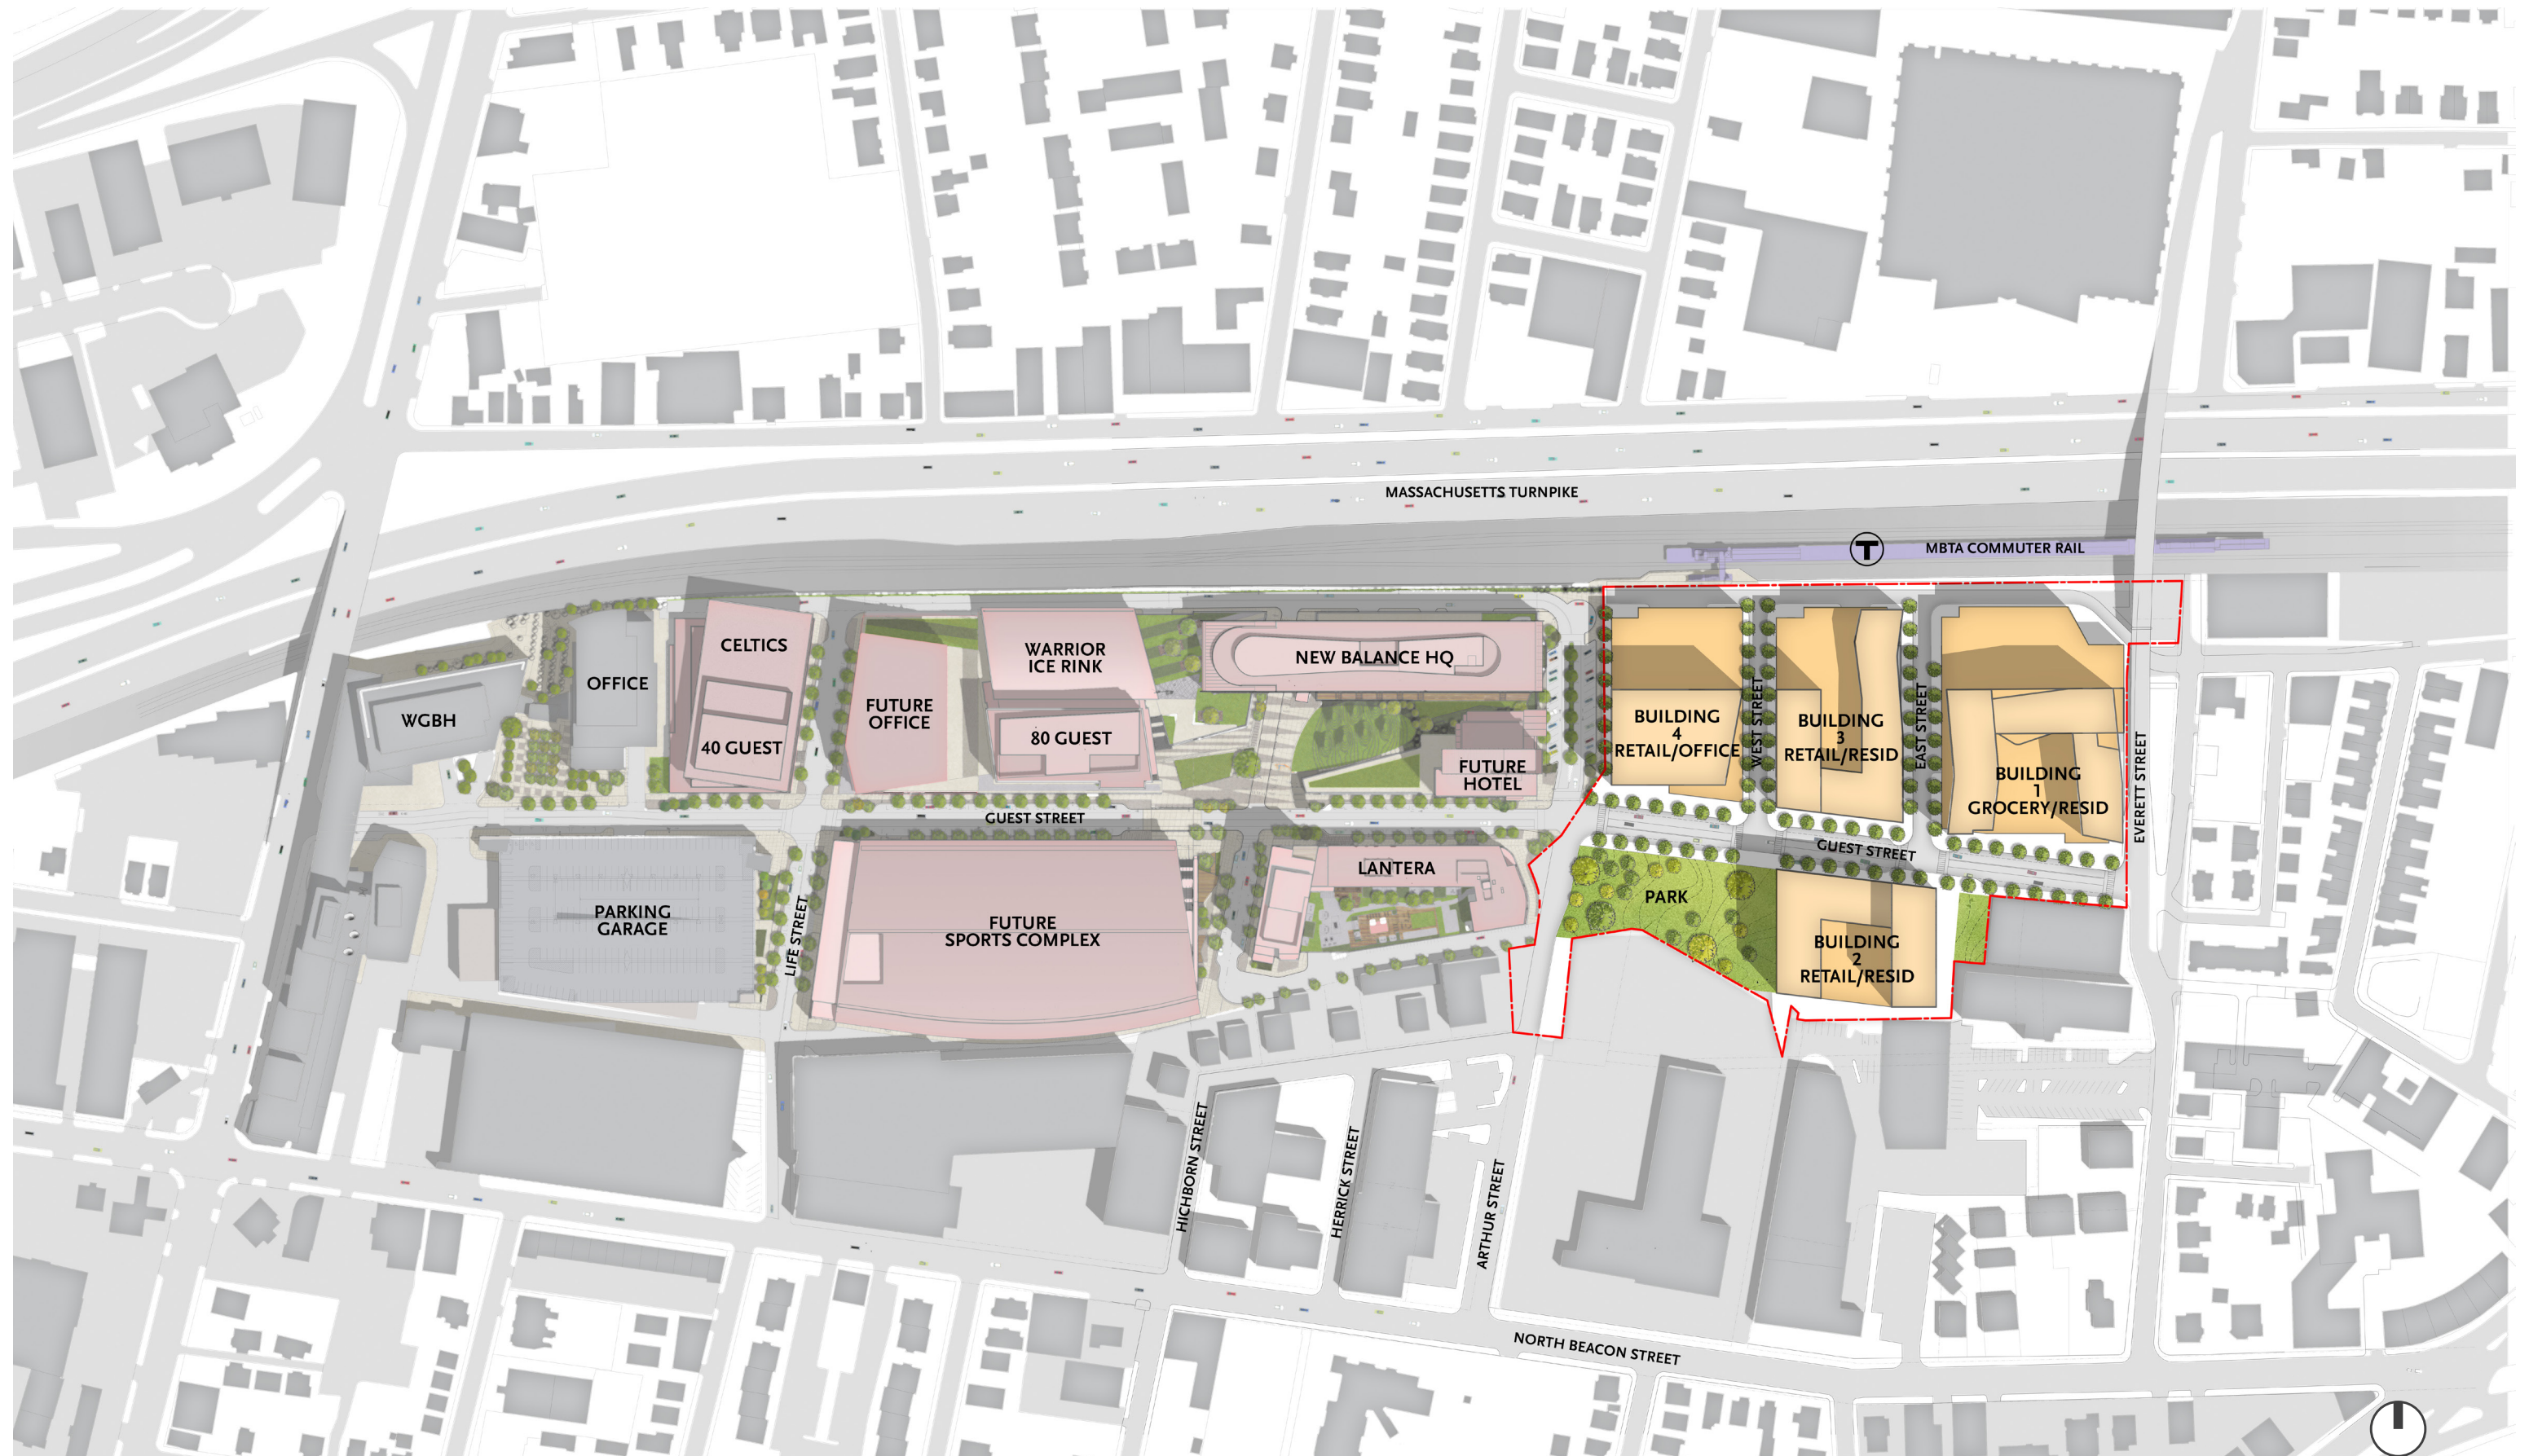 MASSACHUSETTS TURNPIKE
T
MBTA COMMUTER RAIL
WGBH
OFFICE
CELTICS
40 GUEST
FUTURE
OFFICE
WARRIOR
ICE RINK
80 GUEST
NEW BALANCE HQ
FUTURE
HOTEL
BUILDING
4
RETAIL/OFFICE
WEST STREET
BUILDING
3
RETAIL/RESID
EAST STREET
BUILDING
1
GROCERY/RESID
EVERETT STREET
GUEST STREET
GUEST STREET
PARKING
GARAGE
LIFE STREET
FUTURE
SPORTS COMPLEX
LANTERA
PARK
BUILDING
2
RETAIL/RESID
HICHBORN STREET
HERRICK STREET
ARTHUR STREET
NORTH BEACON STREET